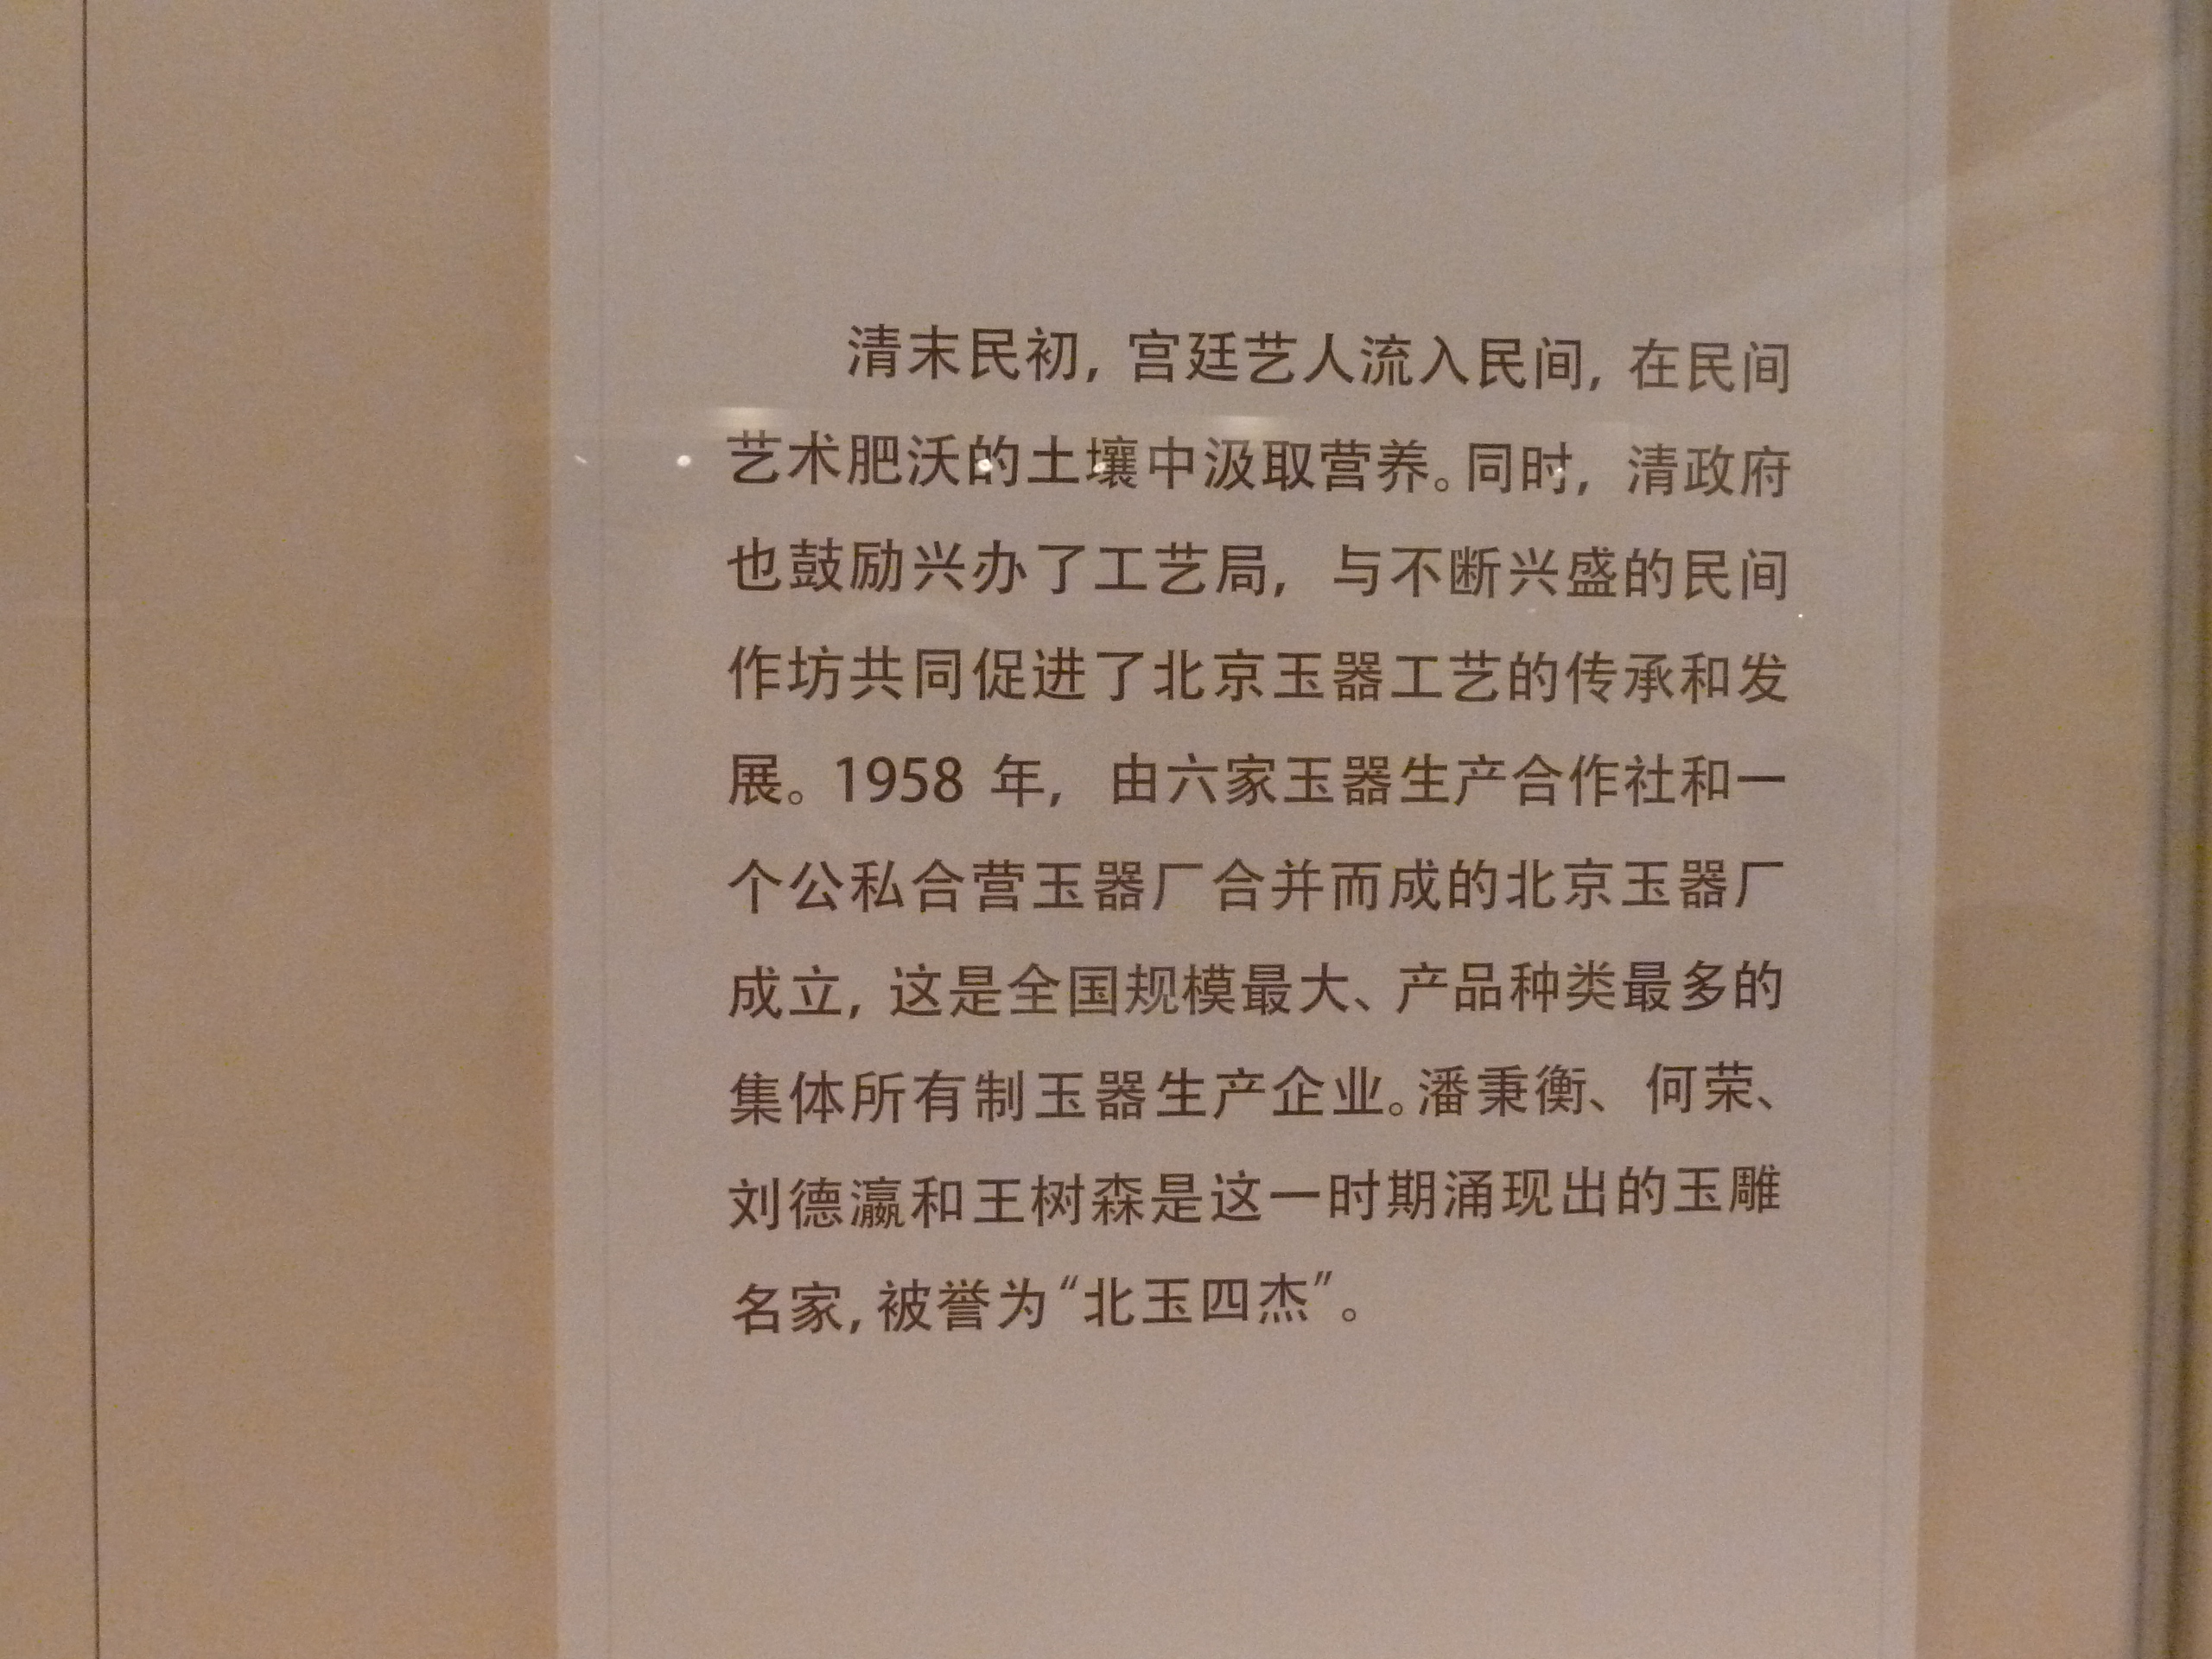 清末民初，宫廷艺人流入民间，在民间
艺术肥沃的土壤中汲取营养。同时，清政府
也鼓励兴办了工艺局，与不断兴盛的民间
作坊共同促进了北京玉器工艺的传承和发
展。1958 年，由六家玉器生产合作社和一
个公私合营玉器厂合并而成的北京玉器厂
成立，这是全国规模最大、产品种类最多的
集体所有制玉器生产企业。潘秉衡、何荣、
刘德瀛和王树森是这一时期涌现出的玉雕
名家，被誉为“北玉四杰”。